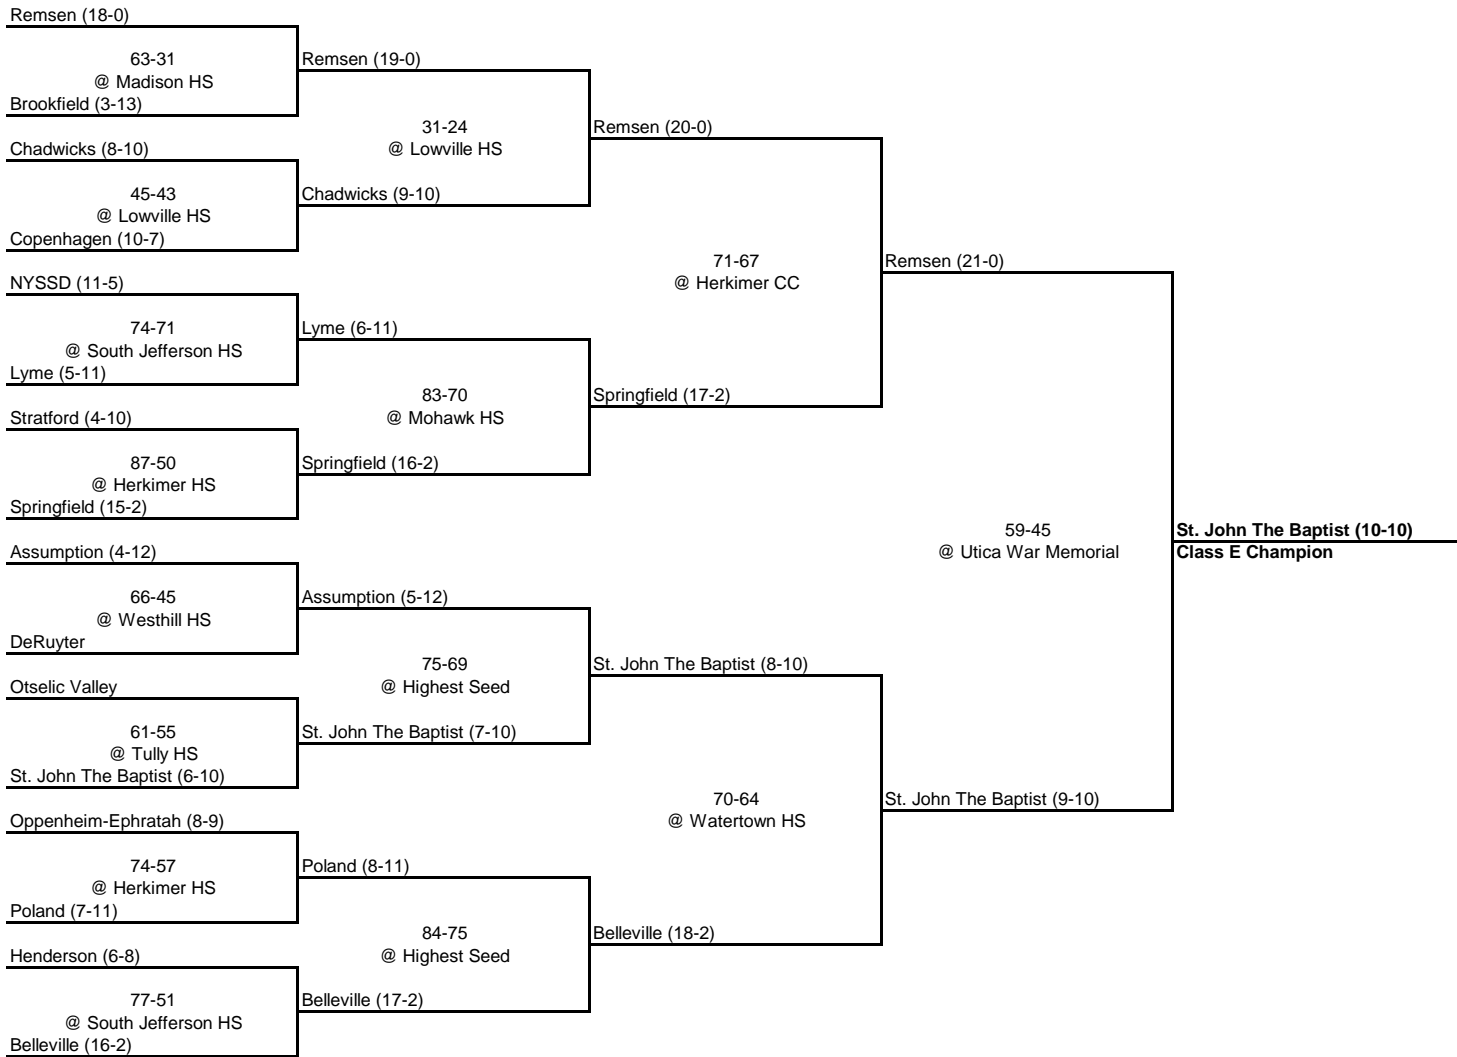 Remsen (18-0)
63-31
@ Madison HS
Brookfield (3-13)
Chadwicks (8-10)
45-43
@ Lowville HS
Copenhagen (10-7)
NYSSD (11-5)
74-71
@ South Jefferson HS
Lyme (5-11)
Stratford (4-10)
87-50
@ Herkimer HS
Springfield (15-2)
Assumption (4-12)
66-45
@ Westhill HS
DeRuyter
Otselic Valley
61-55
@ Tully HS
St. John The Baptist (6-10)
Oppenheim-Ephratah (8-9)
74-57
@ Herkimer HS
Poland (7-11)
Henderson (6-8)
77-51
@ South Jefferson HS
Belleville (16-2)
Remsen (19-0)
31-24
@ Lowville HS
Chadwicks (9-10)
Lyme (6-11)
83-70
@ Mohawk HS
Springfield (16-2)
Assumption (5-12)
75-69
@ Highest Seed
St. John The Baptist (7-10)
Poland (8-11)
84-75
@ Highest Seed
Belleville (17-2)
Remsen (20-0)
71-67
@ Herkimer CC
Springfield (17-2)
St. John The Baptist (8-10)
70-64
@ Watertown HS
Belleville (18-2)
Remsen (21-0)
59-45
@ Utica War Memorial
St. John The Baptist (9-10)
St. John The Baptist (10-10)
Class E Champion